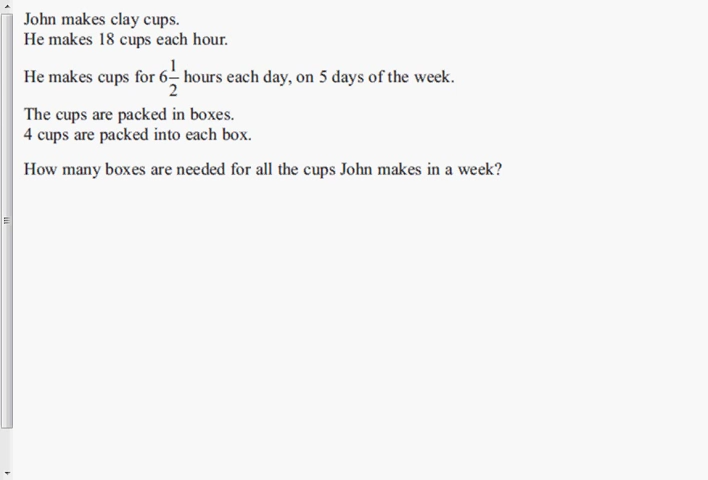 John makes clay cups.
He makes 18 cups each hour.
He makes cups for 6 1/2 hours each day, on 5 days of the week.
The cups are packed in boxes.
4 cups are packed into each box.
How many boxes are needed for all the cups John makes in a week?